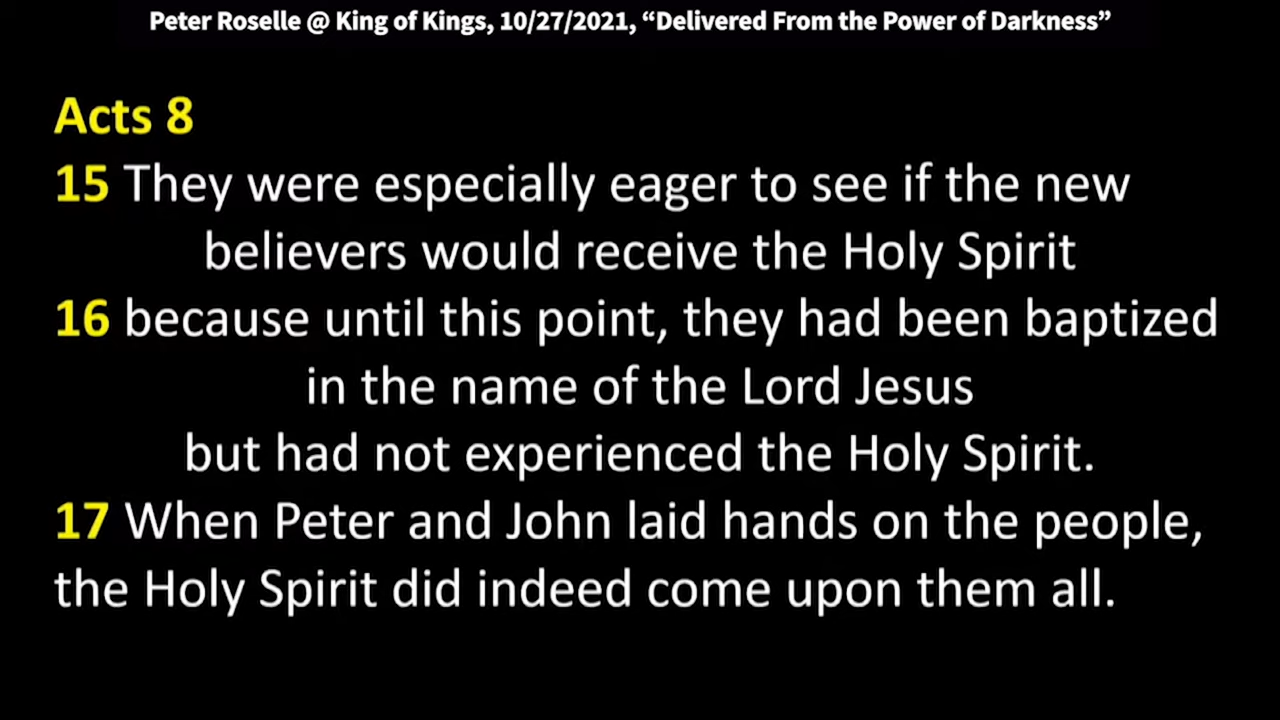 Peter Roselle @ King of Kings, 10/27/2021, “Delivered From the Power of Darkness”
Acts 8
15 They were especially eager to see if the new
believers would receive the Holy Spirit
16 because until this point, they had been baptized
in the name of the Lord Jesus
but had not experienced the Holy Spirit.
17 When Peter and John laid hands on the people,
the Holy Spirit did indeed come upon them all.